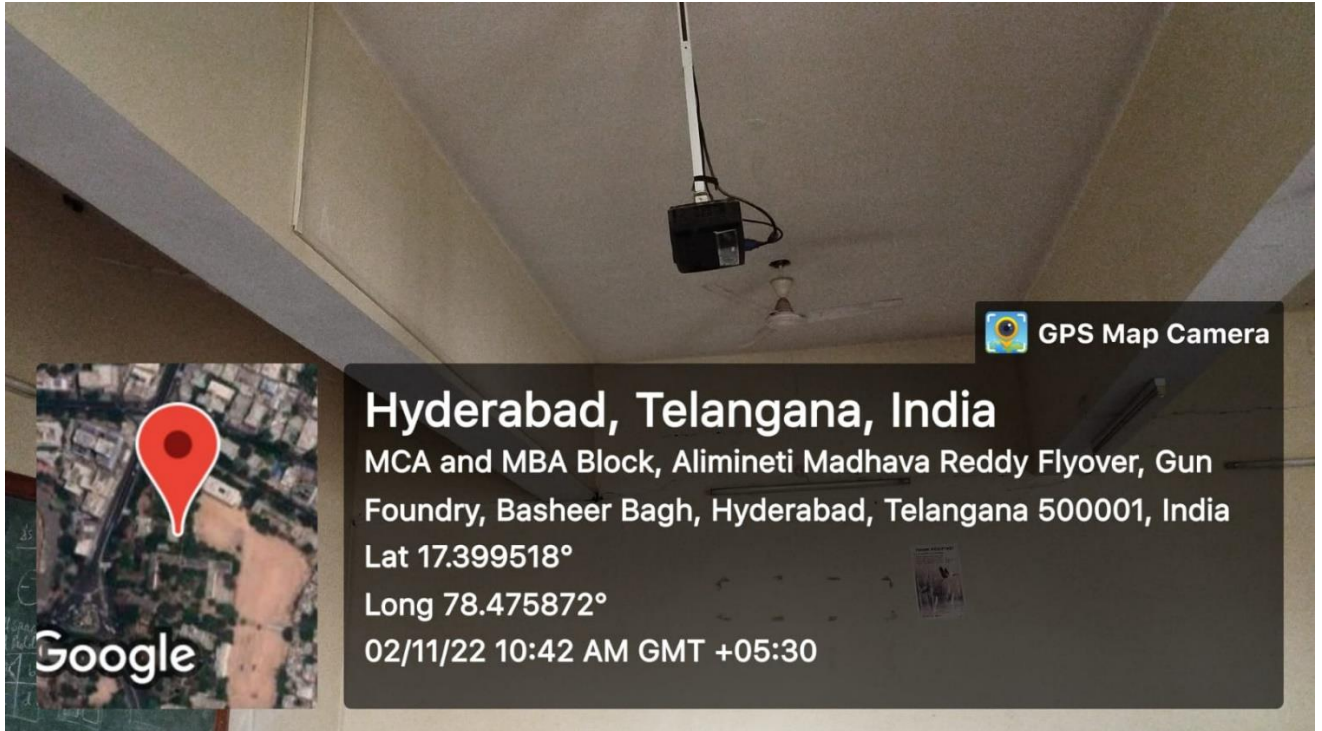 GPS Map Camera
Hyderabad, Telangana, India
MCA and MBA Block, Alimineti Madhava Reddy Flyover, Gun
Foundry, Basheer Bagh, Hyderabad, Telangana 500001, India
Lat 17.399518°
Long 78.475872°
02/11/22 10:42 AM GMT +05:30
Google